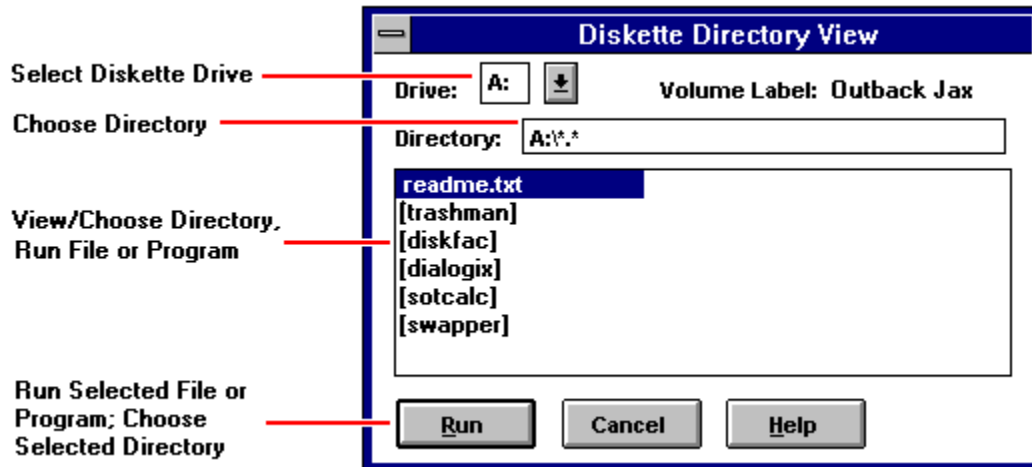 Diskette Directory View
Select Diskette Drive
Drive: A: Volume Label: Outback Jax
Choose Directory
Directory: A:\*.*
readme.txt
[trashman]
View/Choose Directory,
Run File or Program
[diskfac]
[dialogix]
[sotcalc]
[swapper]
Run Selected File or
Program; Choose
Selected Directory
Run Cancel Help